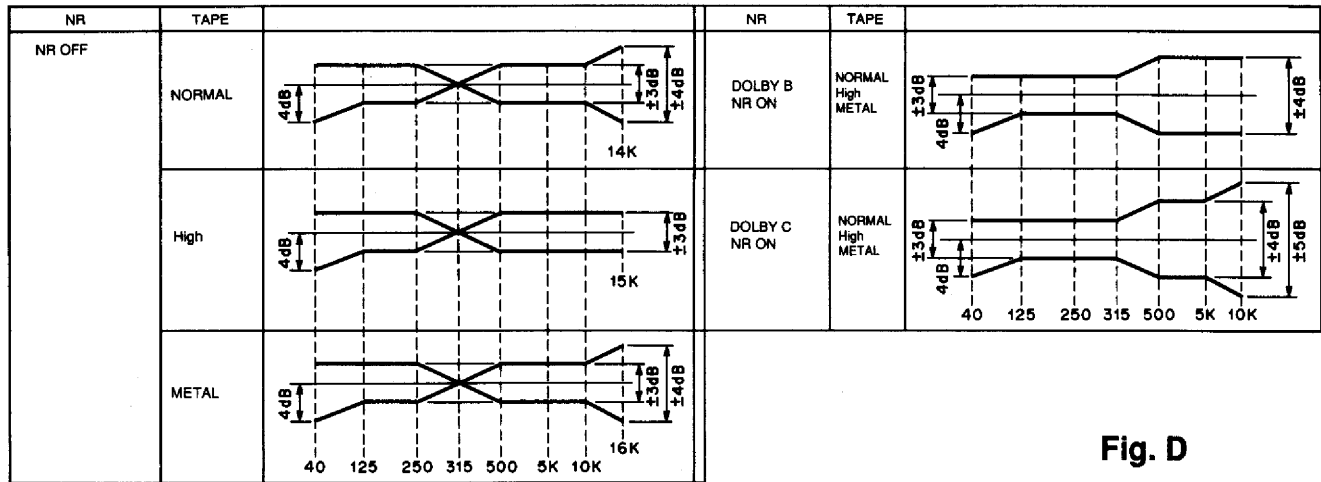 NR TAPE
NR OFF
NORMAL
4dB
±3dB
±4dB
14K
High
4dB
±3dB
15K
METAL
4dB
±3dB
±4dB
16K
40 125 250 315 500 5K 10K
NR TAPE
DOLBY B
NR ON
NORMAL
High
METAL
±3dB
4dB
±4dB
DOLBY C
NR ON
NORMAL
High
METAL
±3dB
4dB
±4dB
±5dB
40 125 250 315 500 5K 10K
Fig. D